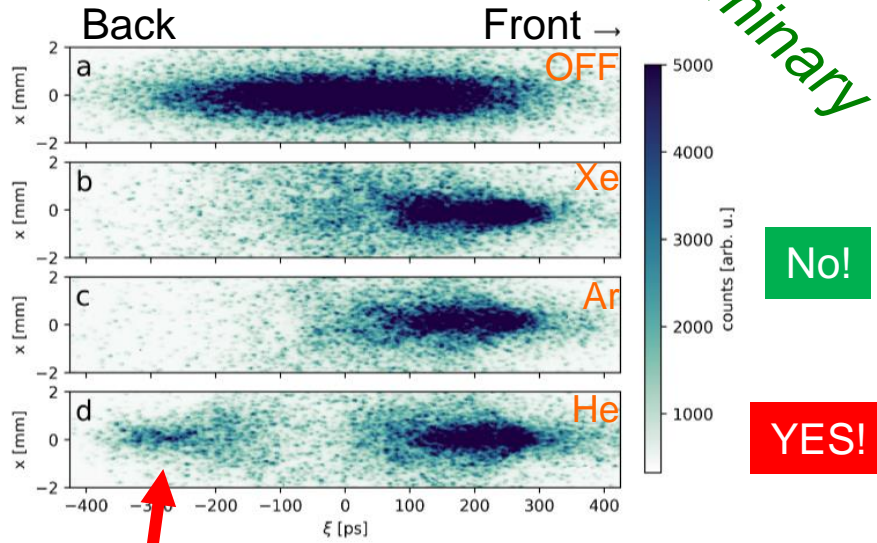 Back
Front →
minary
a
OFF
b
Xe
c
Ar
d
He
x [mm]
2
0
−2
x [mm]
2
0
−2
x [mm]
2
0
−2
x [mm]
2
0
−2
−400
−200
−100
0
100
200
300
400
ξ [ps]
5000
4000
3000
2000
1000
counts [arb. u.]
No!
YES!